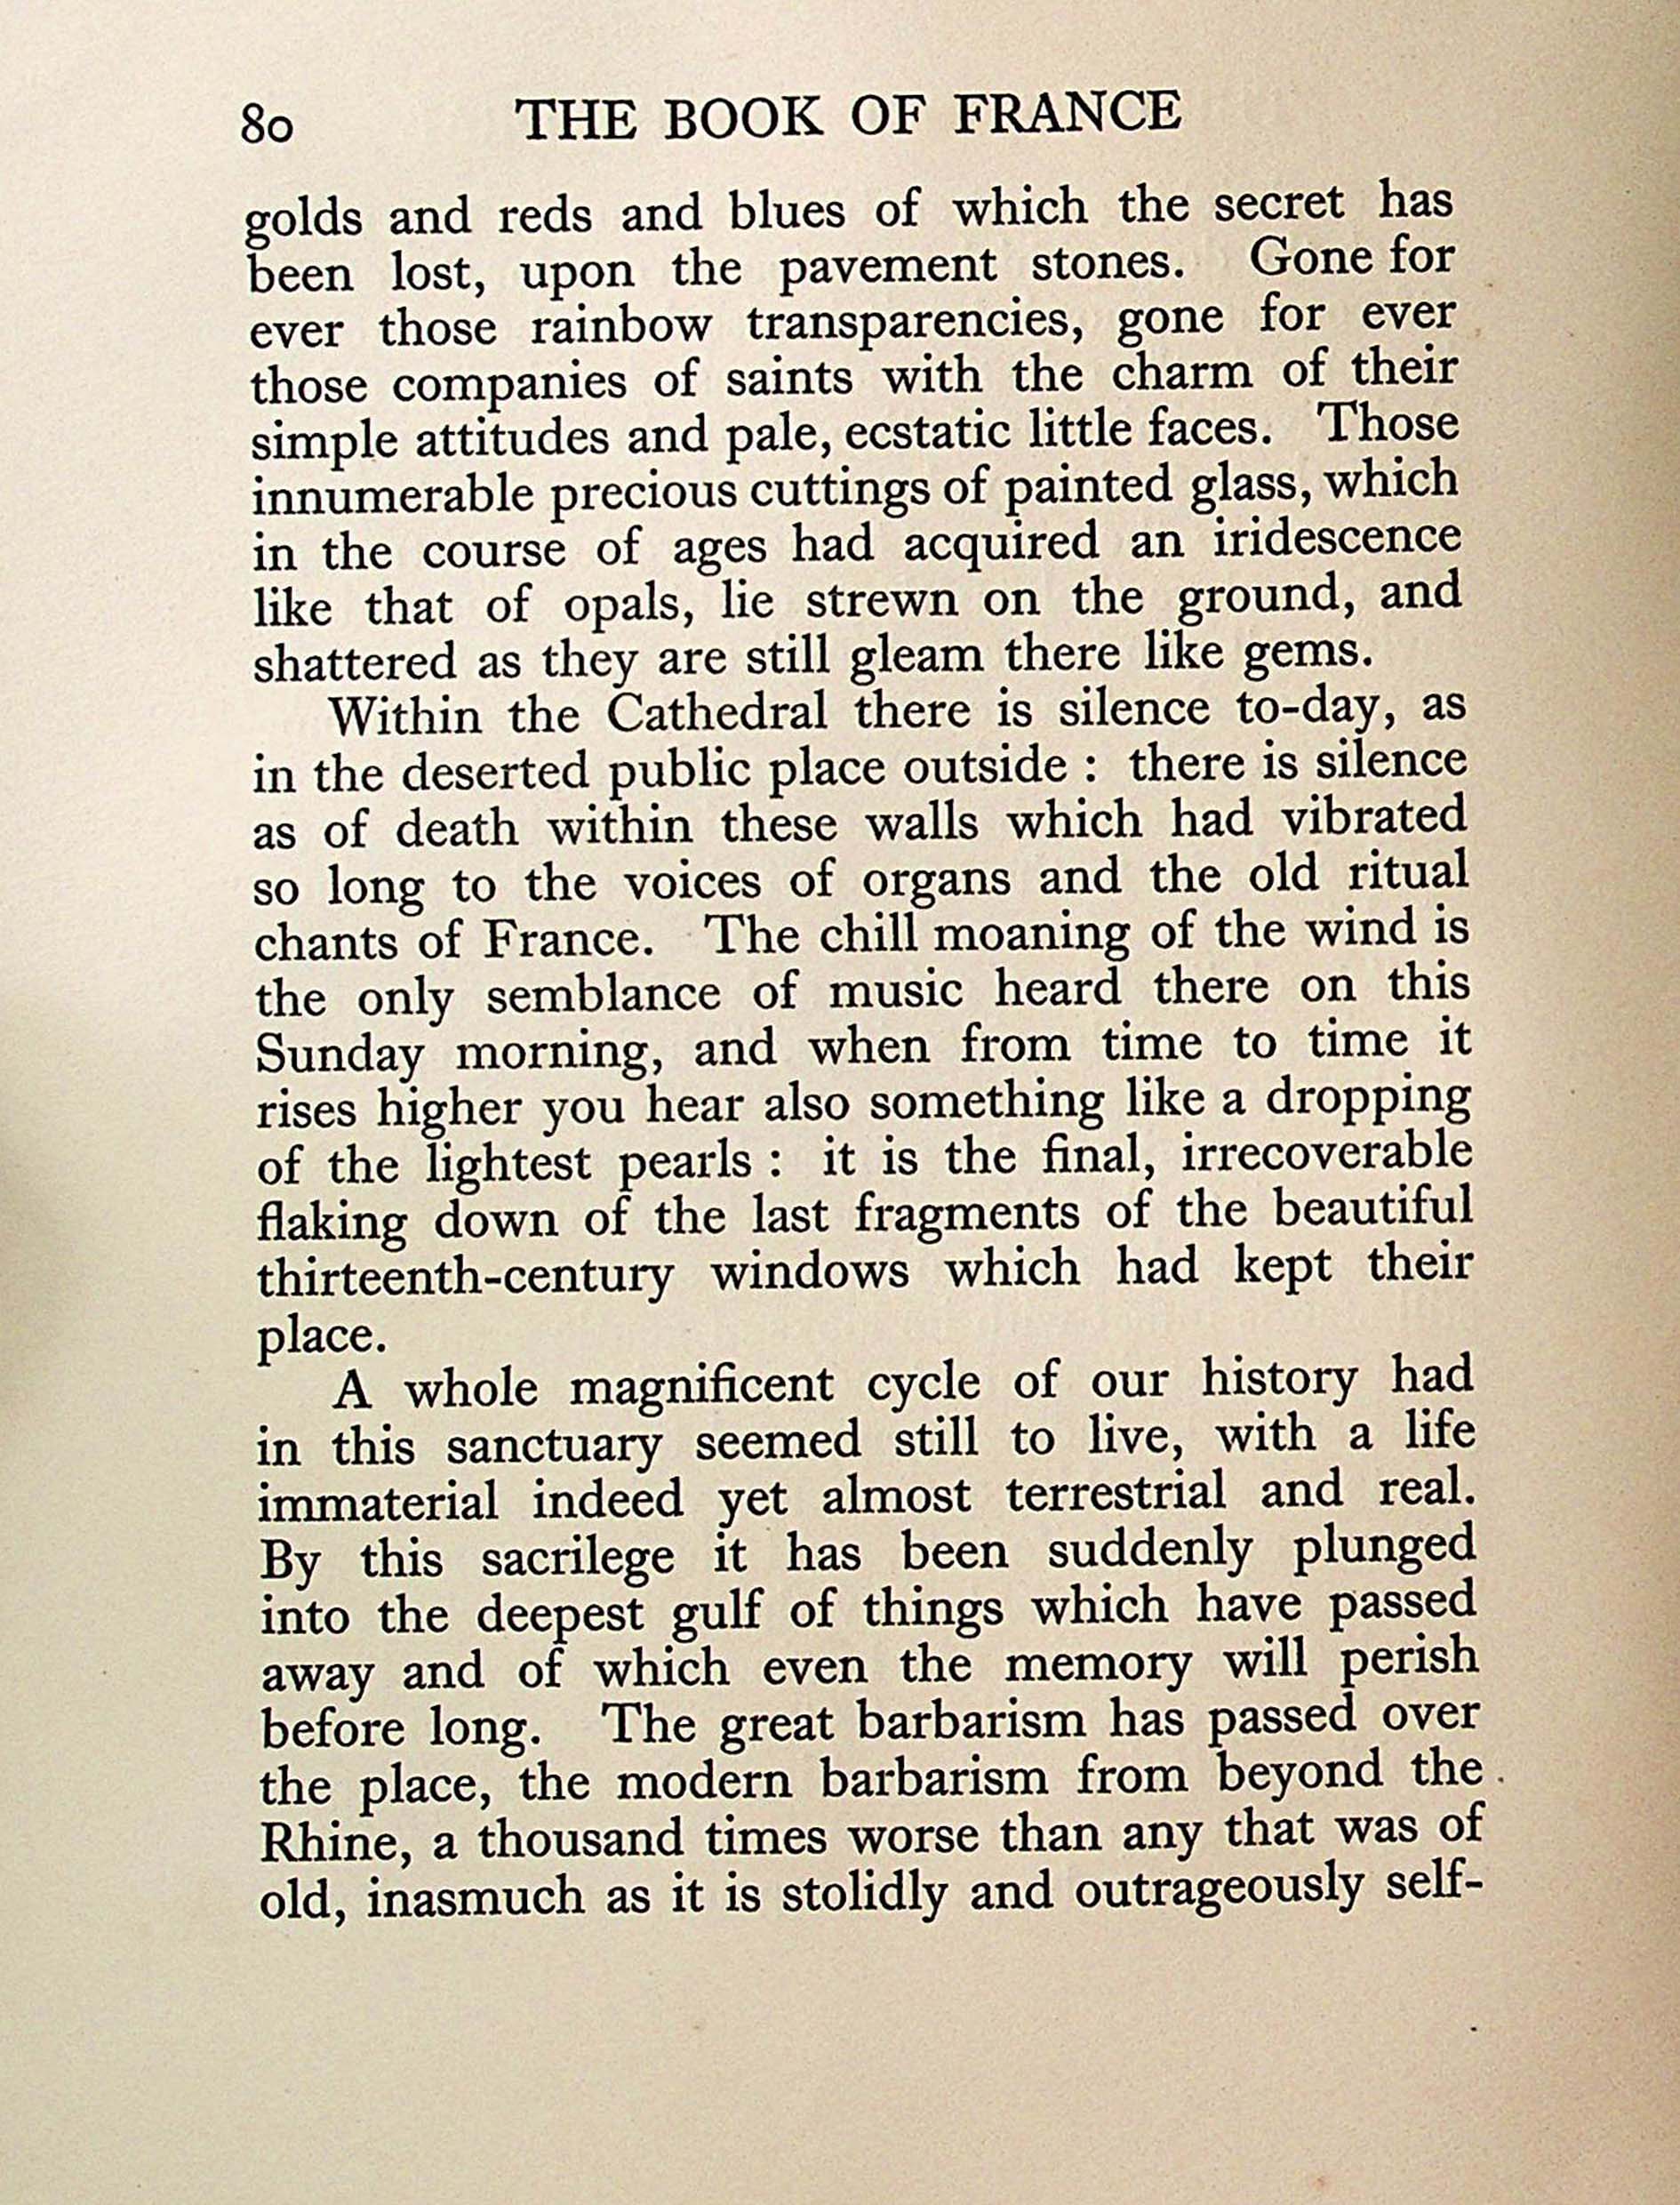 80 THE BOOK OF FRANCE
golds and reds and blues of which the secret has
been lost, upon the pavement stones. Gone for
ever those rainbow transparencies, gone for ever
those companies of saints with the charm of their
simple attitudes and pale, ecstatic little faces. Those
innumerable precious cuttings of painted glass, which
in the course of ages had acquired an iridescence
like that of opals, lie strewn on the ground, and
shattered as they are still gleam there like gems.
Within the Cathedral there is silence to-day, as
in the deserted public place outside : there is silence
as of death within these walls which had vibrated
so long to the voices of organs and the old ritual
chants of France. The chill moaning of the wind is
the only semblance of music heard there on this
Sunday morning, and when from time to time it
rises higher you hear also something like a dropping
of the lightest pearls : it is the final, irrecoverable
flaking down of the last fragments of the beautiful
thirteenth-century windows which had kept their
place.
A whole magnificent cycle of our history had
in this sanctuary seemed still to live, with a life
immaterial indeed yet almost terrestrial and real.
By this sacrilege it has been suddenly plunged
into the deepest gulf of things which have passed
away and of which even the memory will perish
before long. The great barbarism has passed over
the place, the modern barbarism from beyond the
Rhine, a thousand times worse than any that was of
old, inasmuch as it is stolidly and outrageously self-